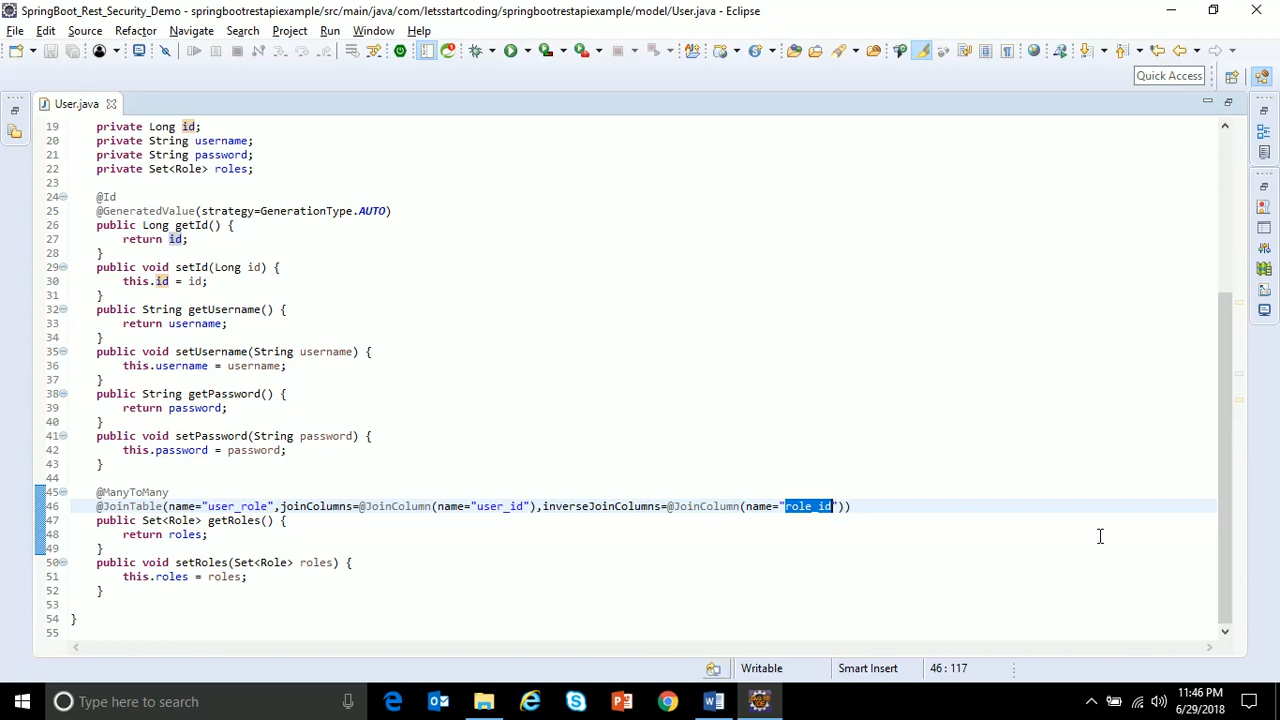 SpringBoot_Rest_Security_Demo - springbootrestapiexample/src/main/java/com/letsstartcoding/springbootrestapiexample/model/User.java - Eclipse
File Edit Source Refactor Navigate Search Project Run Window Help
Quick Access
User.java
19 private Long id;
20 private String username;
21 private String password;
22 private Set<Role> roles;
23
24 @Id
25 @GeneratedValue(strategy=GenerationType.AUTO)
26 public Long getId() {
27 return id;
28 }
29 public void setId(Long id) {
30 this.id = id;
31 }
32 public String getUsername() {
33 return username;
34 }
35 public void setUsername(String username) {
36 this.username = username;
37 }
38 public String getPassword() {
39 return password;
40 }
41 public void setPassword(String password) {
42 this.password = password;
43 }
44
45 @ManyToMany
46 @JoinTable(name="user_role",joinColumns=@JoinColumn(name="user_id"),inverseJoinColumns=@JoinColumn(name="role_id"))
47 public Set<Role> getRoles() {
48 return roles;
49 }
50 public void setRoles(Set<Role> roles) {
51 this.roles = roles;
52 }
53
54 }
55
Writable Smart Insert 46 : 117
Type here to search
11:46 PM
6/29/2018